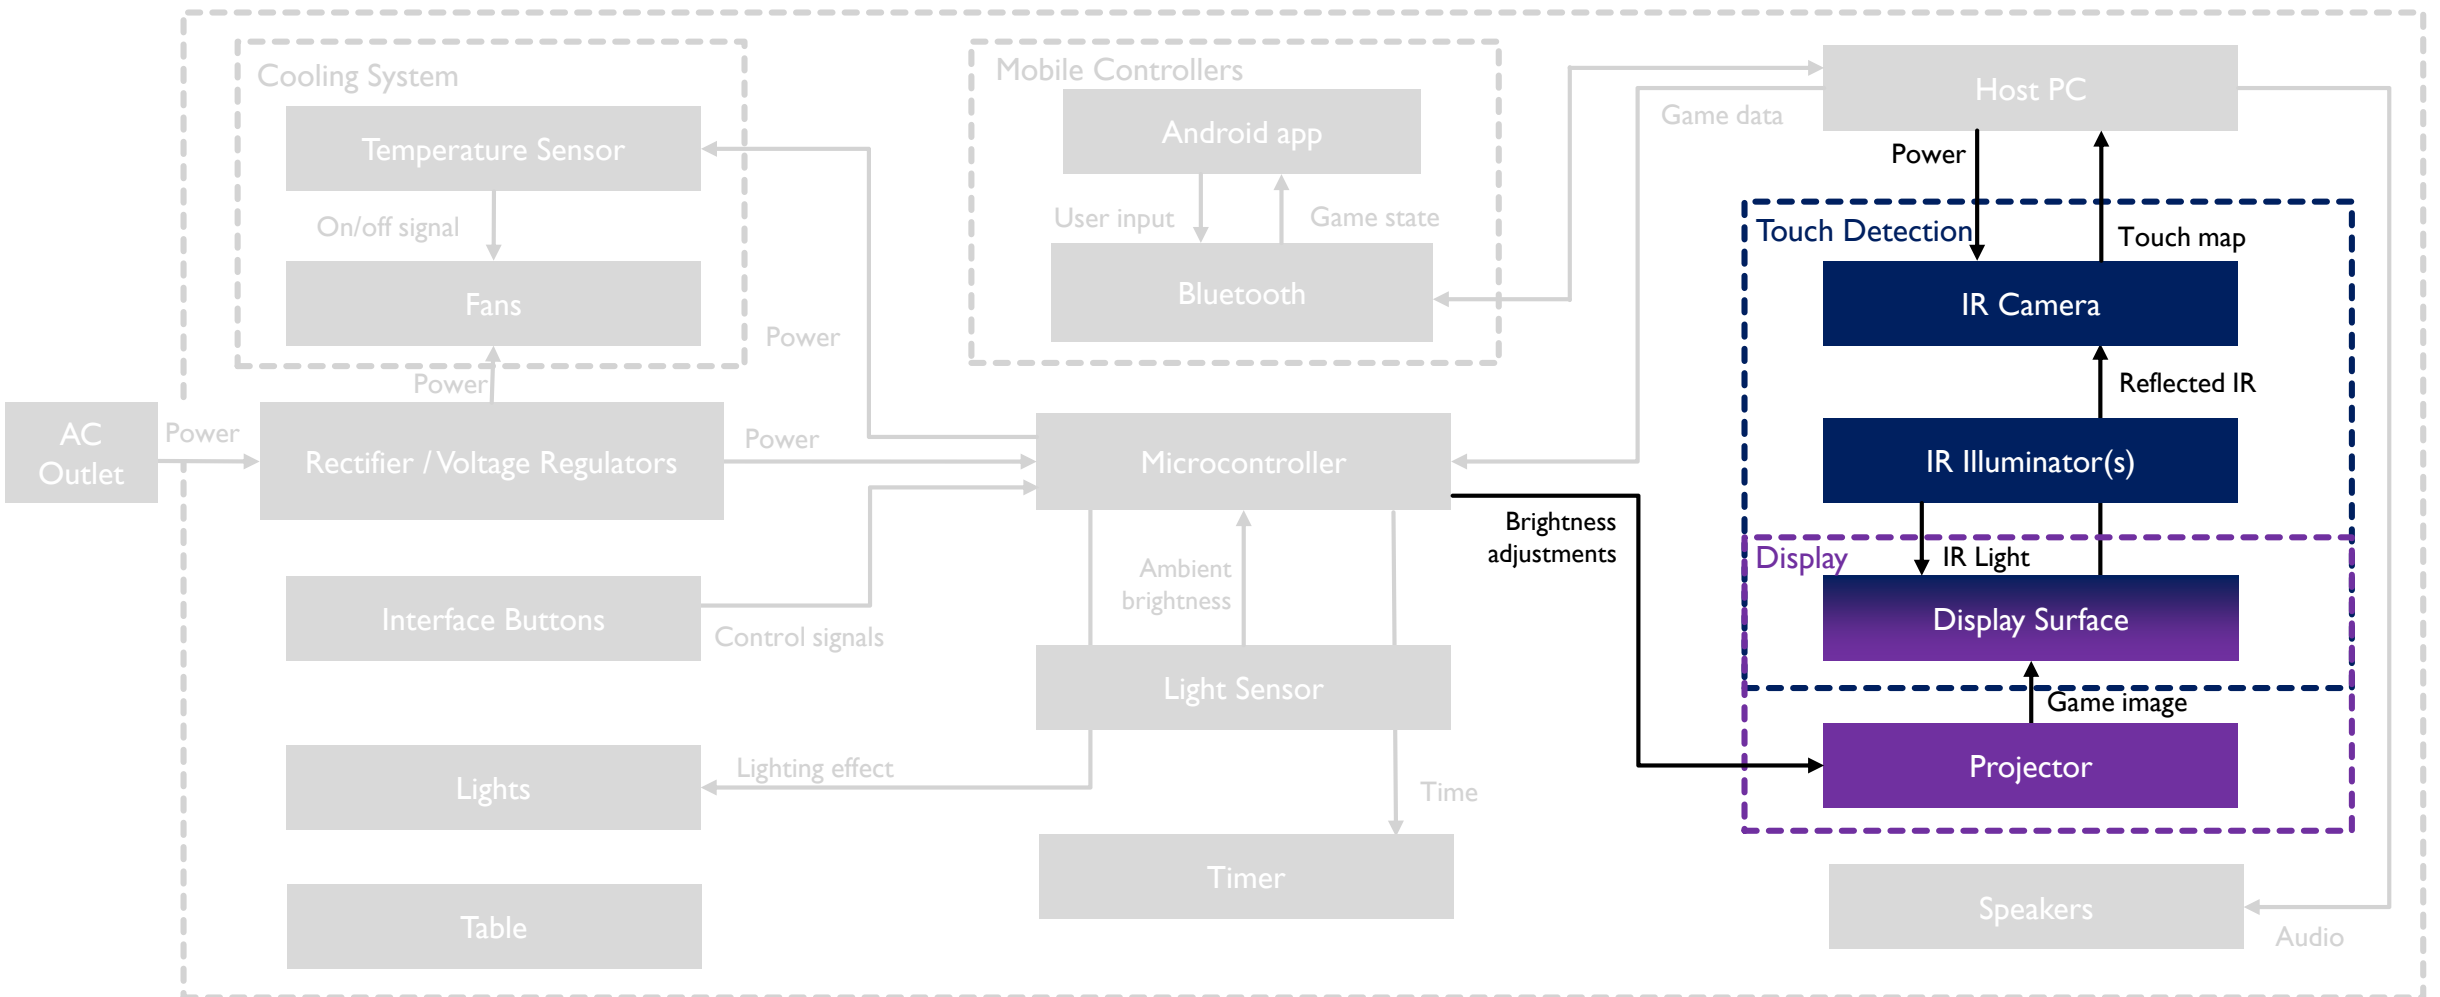 Cooling System
Temperature Sensor
On/off signal
Fans
Power
Power
AC
Outlet
Power
Rectifier / Voltage Regulators
Power
Interface Buttons
Control signals
Lights
Lighting effect
Table
Mobile Controllers
Android app
User input
Game state
Bluetooth
Microcontroller
Ambient
brightness
Light Sensor
Time
Timer
Host PC
Game data
Power
Touch Detection
Touch map
IR Camera
Reflected IR
IR Illuminator(s)
Brightness
adjustments
Display
IR Light
Display Surface
Game image
Projector
Speakers
Audio